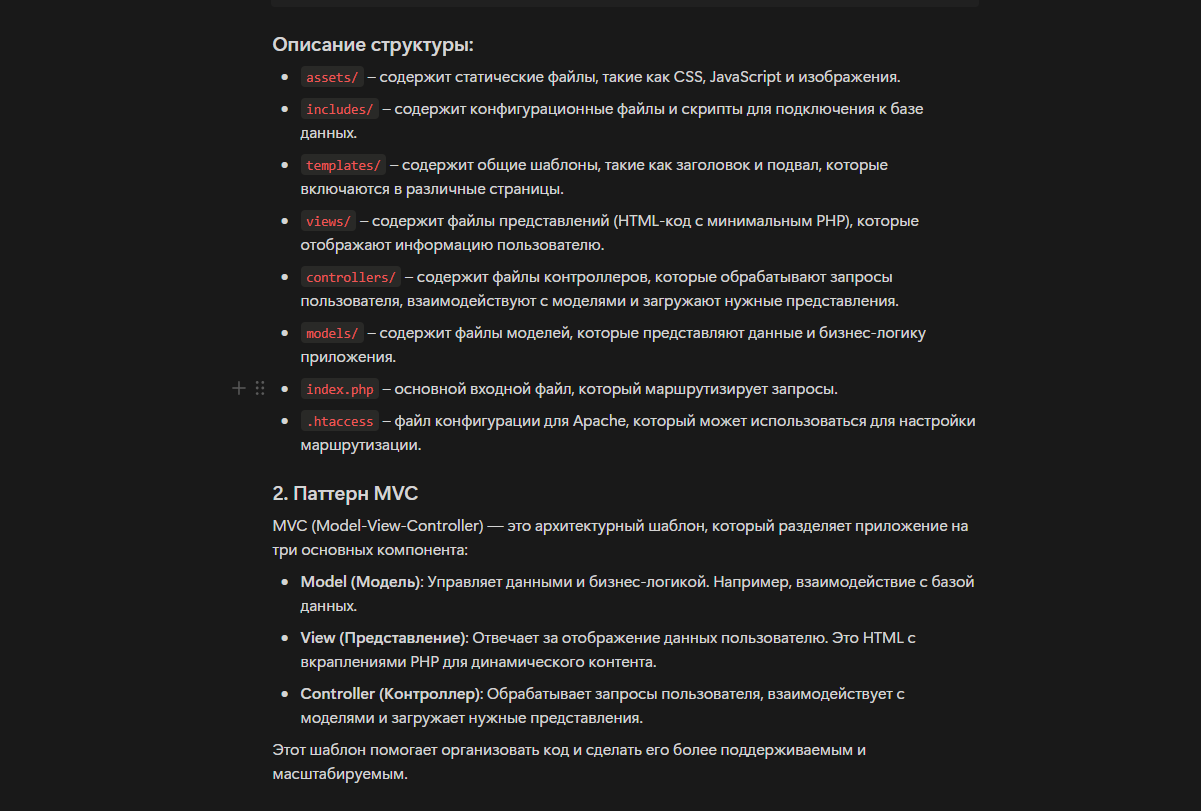 Описание структуры:
assets/ – содержит статические файлы, такие как CSS, JavaScript и изображения.
includes/ – содержит конфигурационные файлы и скрипты для подключения к базе
данных.
templates/ – содержит общие шаблоны, такие как заголовок и подвал, которые
включаются в различные страницы.
views/ – содержит файлы представлений (HTML-код с минимальным PHP), которые
отображают информацию пользователю.
controllers/ – содержит файлы контроллеров, которые обрабатывают запросы
пользователя, взаимодействуют с моделями и загружают нужные представления.
models/ – содержит файлы моделей, которые представляют данные и бизнес-логику
приложения.
index.php – основной входной файл, который маршрутизирует запросы.
.htaccess – файл конфигурации для Apache, который может использоваться для настройки
маршрутизации.
2. Паттерн MVC
MVC (Model-View-Controller) — это архитектурный шаблон, который разделяет приложение на
три основных компонента:
Model (Модель): Управляет данными и бизнес-логикой. Например, взаимодействие с базой
данных.
View (Представление): Отвечает за отображение данных пользователю. Это HTML с
вкраплениями PHP для динамического контента.
Controller (Контроллер): Обрабатывает запросы пользователя, взаимодействует с
моделями и загружает нужные представления.
Этот шаблон помогает организовать код и сделать его более поддерживаемым и
масштабируемым.